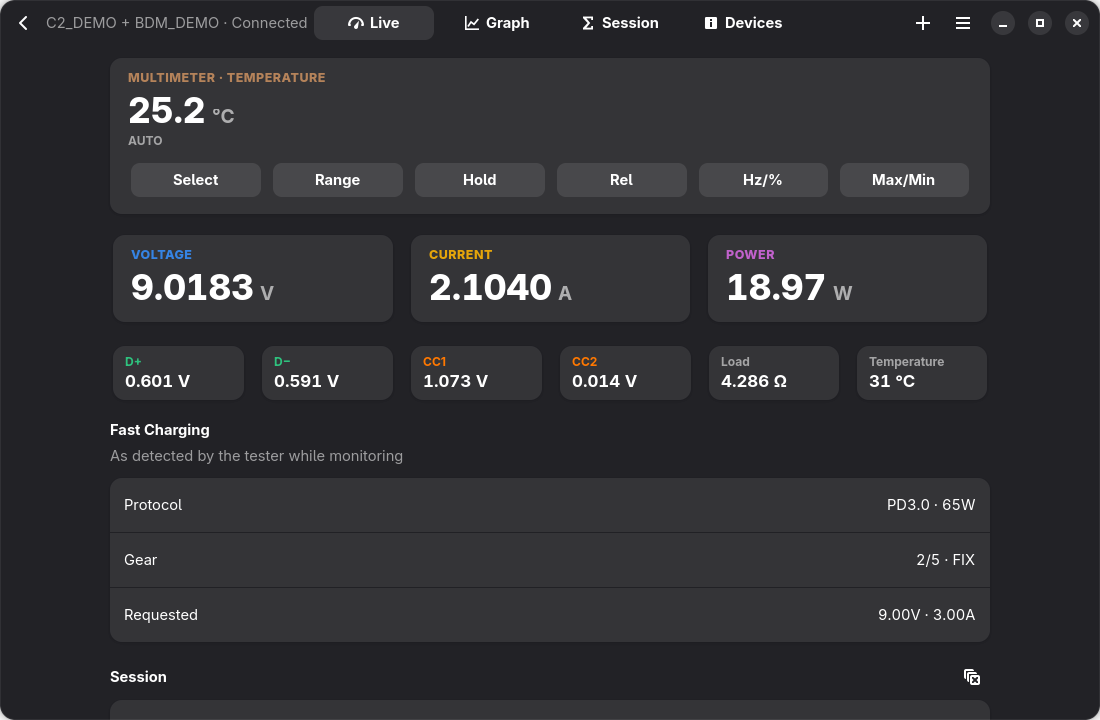 C2_DEMO + BDM_DEMO · Connected
Live
Graph
Session
Devices
MULTIMETER · TEMPERATURE
25.2 °C
AUTO
Select
Range
Hold
Rel
Hz/%
Max/Min
VOLTAGE
9.0183 V
CURRENT
2.1040 A
POWER
18.97 W
D+
0.601 V
D−
0.591 V
CC1
1.073 V
CC2
0.014 V
Load
4.286 Ω
Temperature
31 °C
Fast Charging
As detected by the tester while monitoring
Protocol
PD3.0 · 65W
Gear
2/5 · FIX
Requested
9.00V · 3.00A
Session